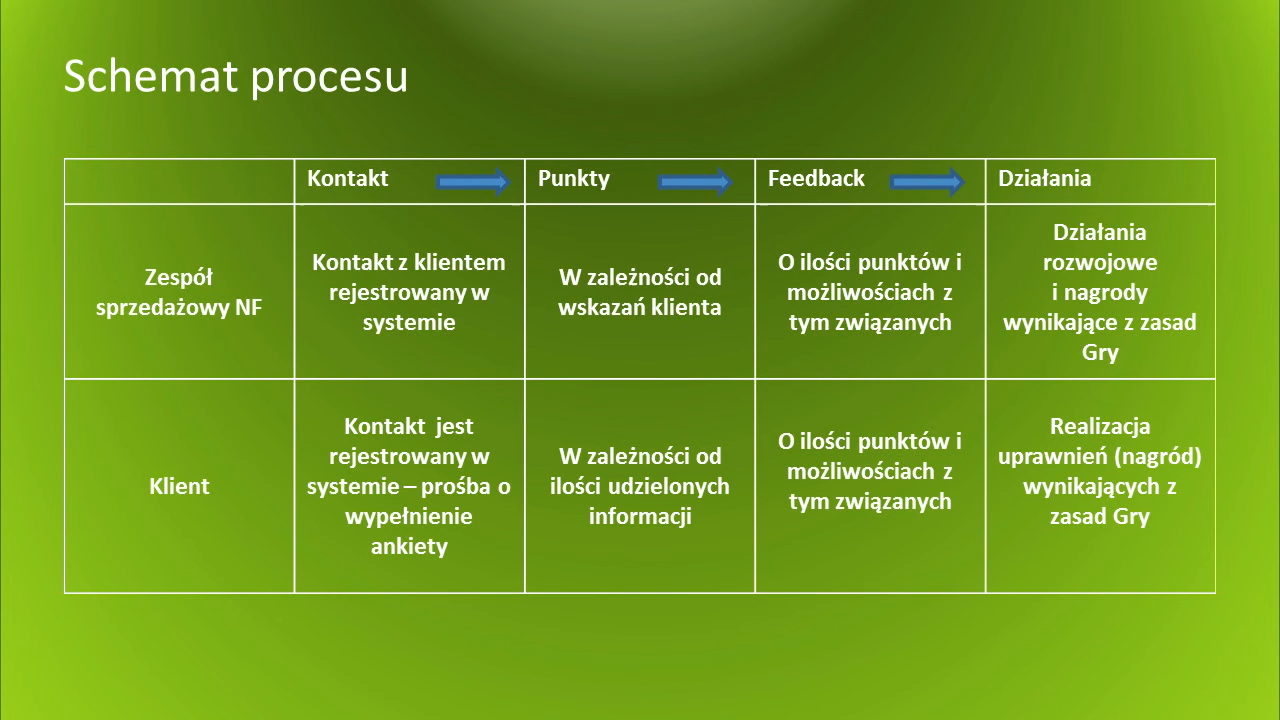 Schemat procesu
Kontakt
Punkty
Feedback
Działania
Zespół
sprzedażowy NF
Kontakt z klientem
rejestrowany w
systemie
W zależności od
wskazań klienta
O ilości punktów i
możliwościach z
tym związanych
Działania
rozwojowe
i nagrody
wynikające z zasad
Gry
Klient
Kontakt jest
rejestrowany w
systemie – prośba o
wypełnienie
ankiety
W zależności od
ilości udzielonych
informacji
O ilości punktów i
możliwościach z
tym związanych
Realizacja
uprawnień (nagród)
wynikających z
zasad Gry